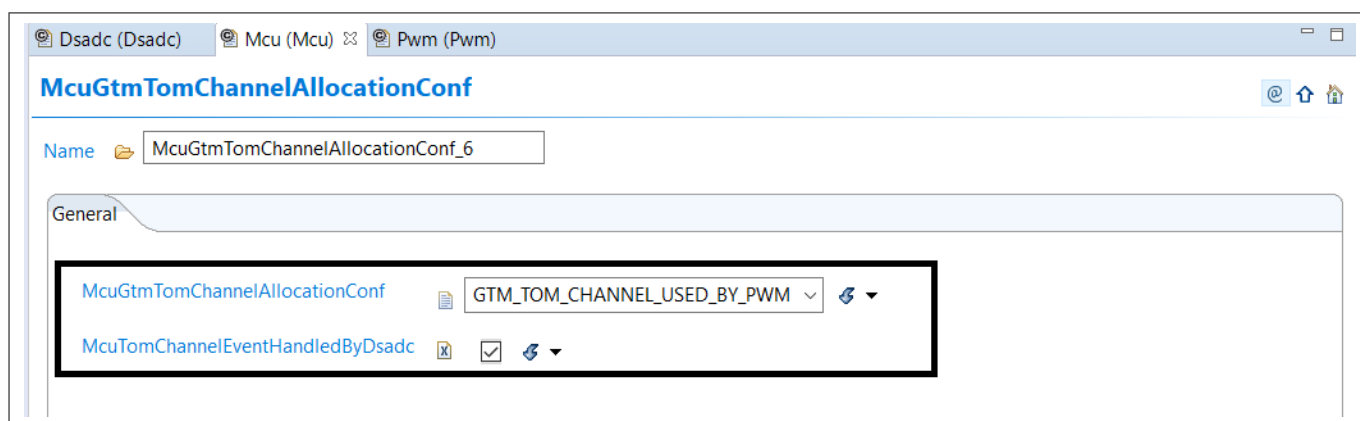 Dsadc (Dsadc) Mcu (Mcu) Pwm (Pwm)
McuGtmTomChannelAllocationConf
Name McuGtmTomChannelAllocationConf_6
General
McuGtmTomChannelAllocationConf GTM_TOM_CHANNEL_USED_BY_PWM
McuTomChannelEventHandledByDsadc